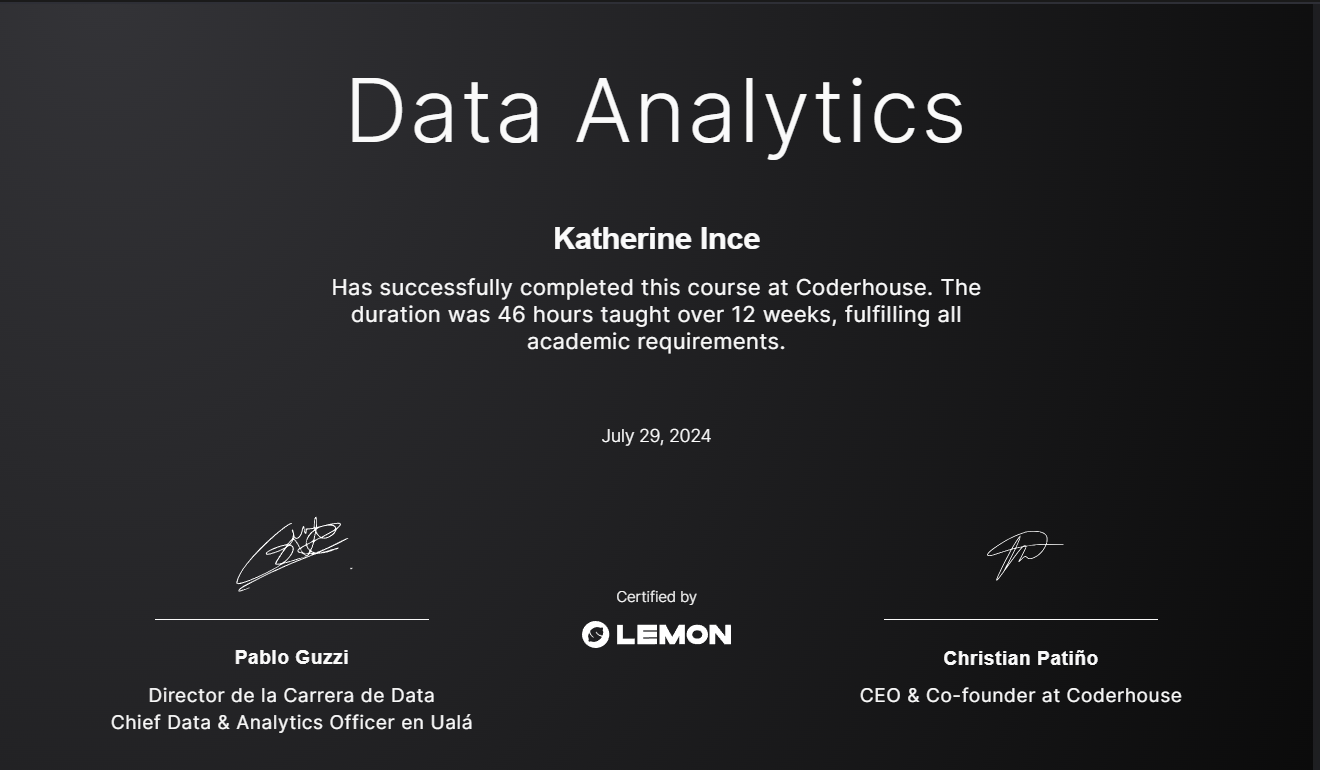 Data Analytics
Katherine Ince
Has successfully completed this course at Coderhouse. The
duration was 46 hours taught over 12 weeks, fulfilling all
academic requirements.
July 29, 2024
Certified by
LEMON
Pablo Guzzi
Director de la Carrera de Data
Chief Data & Analytics Officer en Ualá
Christian Patiño
CEO & Co-founder at Coderhouse